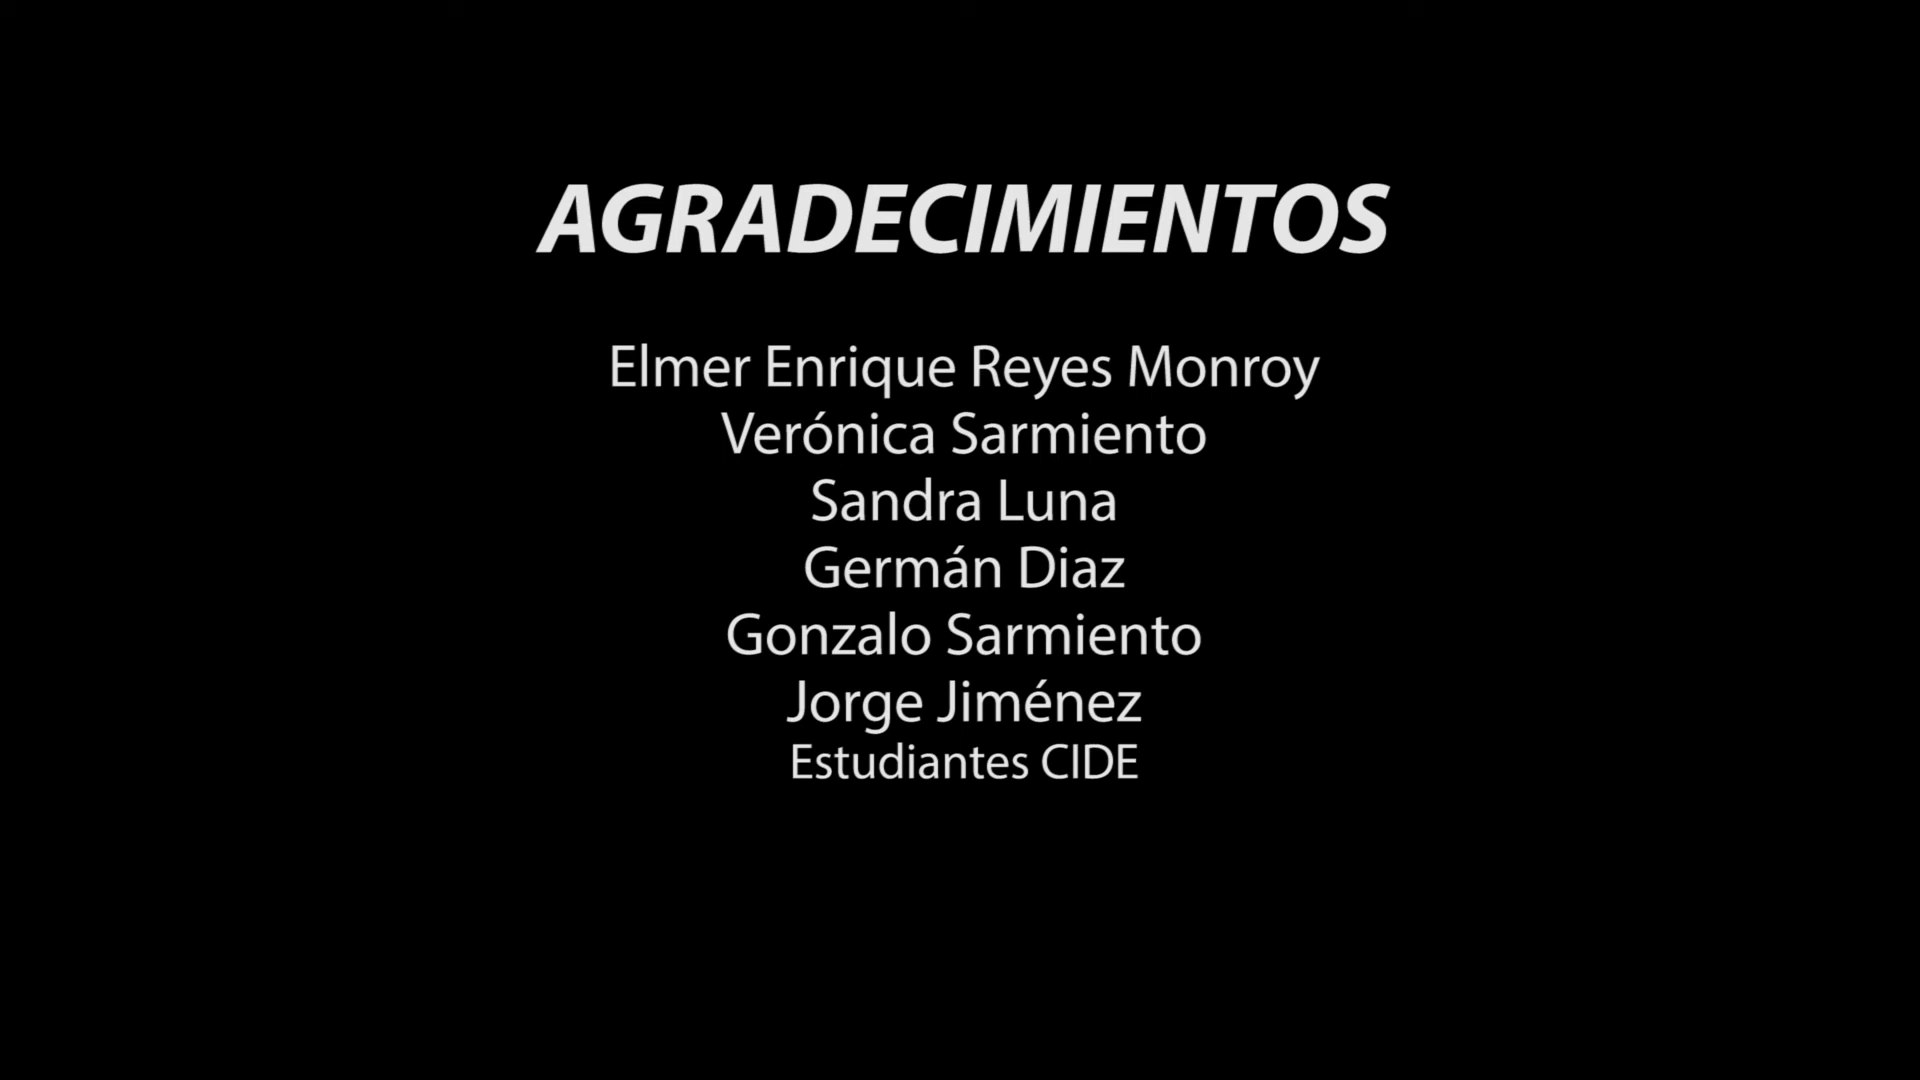 AGRADECIMIENTOS
Elmer Enrique Reyes Monroy
Verónica Sarmiento
Sandra Luna
Germán Diaz
Gonzalo Sarmiento
Jorge Jiménez
Estudiantes CIDE